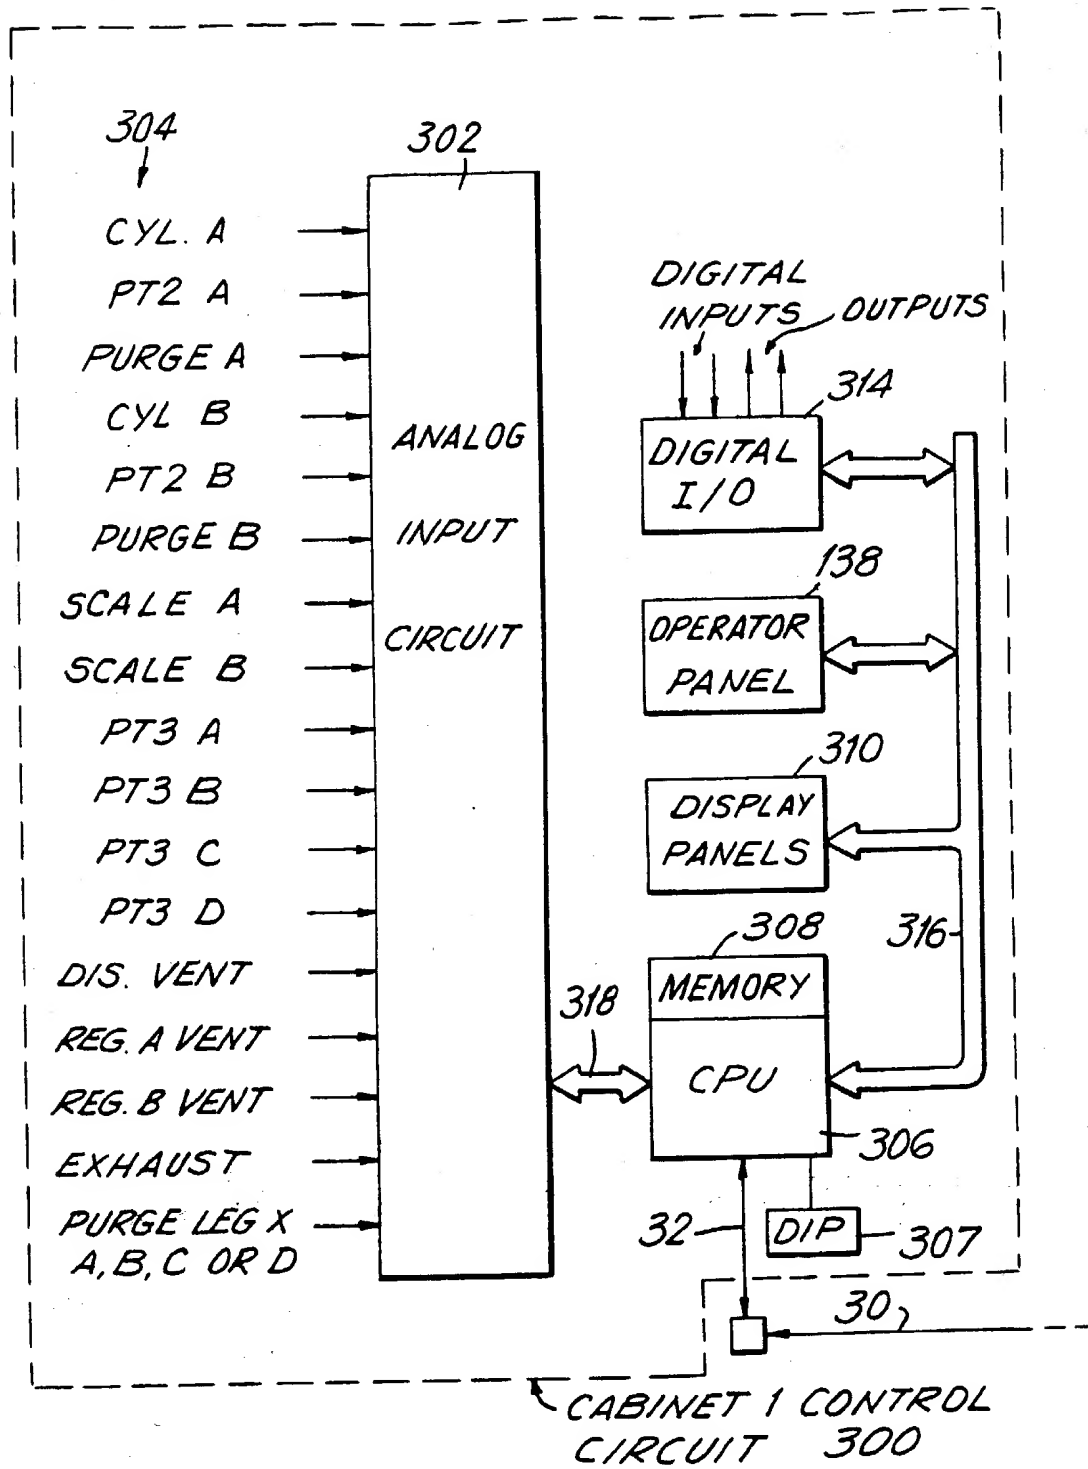 304
302
CYL. A
PT2 A
PURGE A
CYL B
PT2 B
PURGE B
SCALE A
SCALE B
PT3 A
PT3 B
PT3 C
PT3 D
DIS. VENT
REG. A VENT
REG. B VENT
EXHAUST
PURGE LEG X
A, B, C OR D
ANALOG
INPUT
CIRCUIT
DIGITAL
INPUTS
OUTPUTS
314
DIGITAL
I/O
138
OPERATOR
PANEL
310
DISPLAY
PANELS
316
308
MEMORY
318
CPU
306
32
DIP
307
30
CABINET 1 CONTROL
CIRCUIT 300